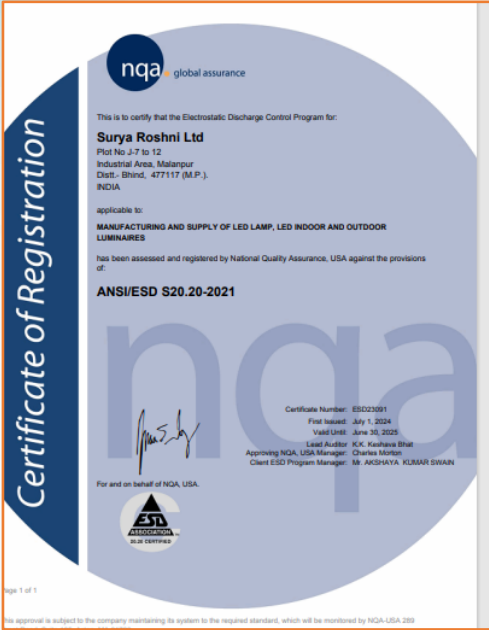 nqa. global assurance
Certificate of Registration
This is to certify that the Electrostatic Discharge Control Program for:
Surya Roshni Ltd
Plot No J-7 to 12
Industrial Area, Malanpur
Distt.- Bhind, 477117 (M.P.).
INDIA
applicable to:
MANUFACTURING AND SUPPLY OF LED LAMP, LED INDOOR AND OUTDOOR
LUMINAIRES
has been assessed and registered by National Quality Assurance, USA against the provisions
of:
ANSI/ESD S20.20-2021
nqa
Certificate Number: ESD23091
First Issued: July 1, 2024
Valid Until: June 30, 2025
Lead Auditor K.K. Keshava Bhat
Approving NQA, USA Manager: Charles Morton
Client ESD Program Manager: Mr. AKSHAYA KUMAR SWAIN
For and on behalf of NQA, USA.
ESD
ASSOCIATION
20.20 CERTIFIED
Page 1 of 1
his approval is subject to the company maintaining its system to the required standard, which will be monitored by NQA-USA 289